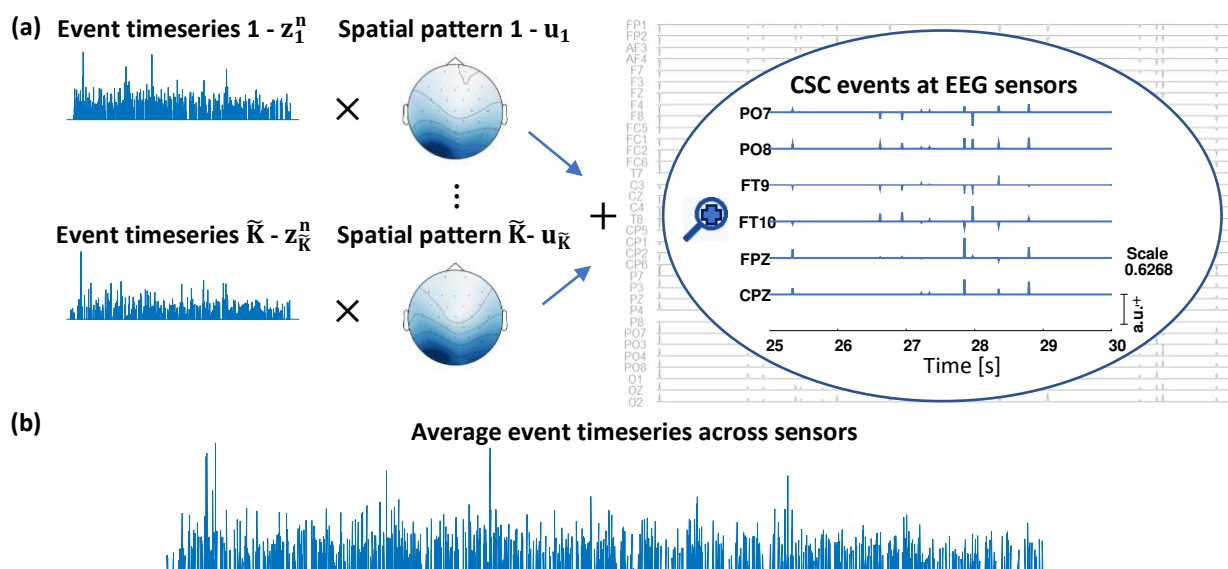 (a)
Event timeseries 1 - z₁ⁿ
Spatial pattern 1 - u₁
×
⋮
Event timeseries K̃ - z_K̃ⁿ
Spatial pattern K̃- u_K̃
×
+
FP1
FP2
AF3
AF4
F7
F3
FZ
F4
F8
FC5
FC1
FC2
FC6
T7
C3
CZ
C4
T8
CP5
CP1
CP2
CP6
P7
P3
PZ
P4
P8
PO7
PO3
PO4
PO8
O1
OZ
O2
CSC events at EEG sensors
PO7
PO8
FT9
FT10
FPZ
CPZ
Scale
0.6268
a.u.+
25 26 27 28 29 30
Time [s]
(b)
Average event timeseries across sensors